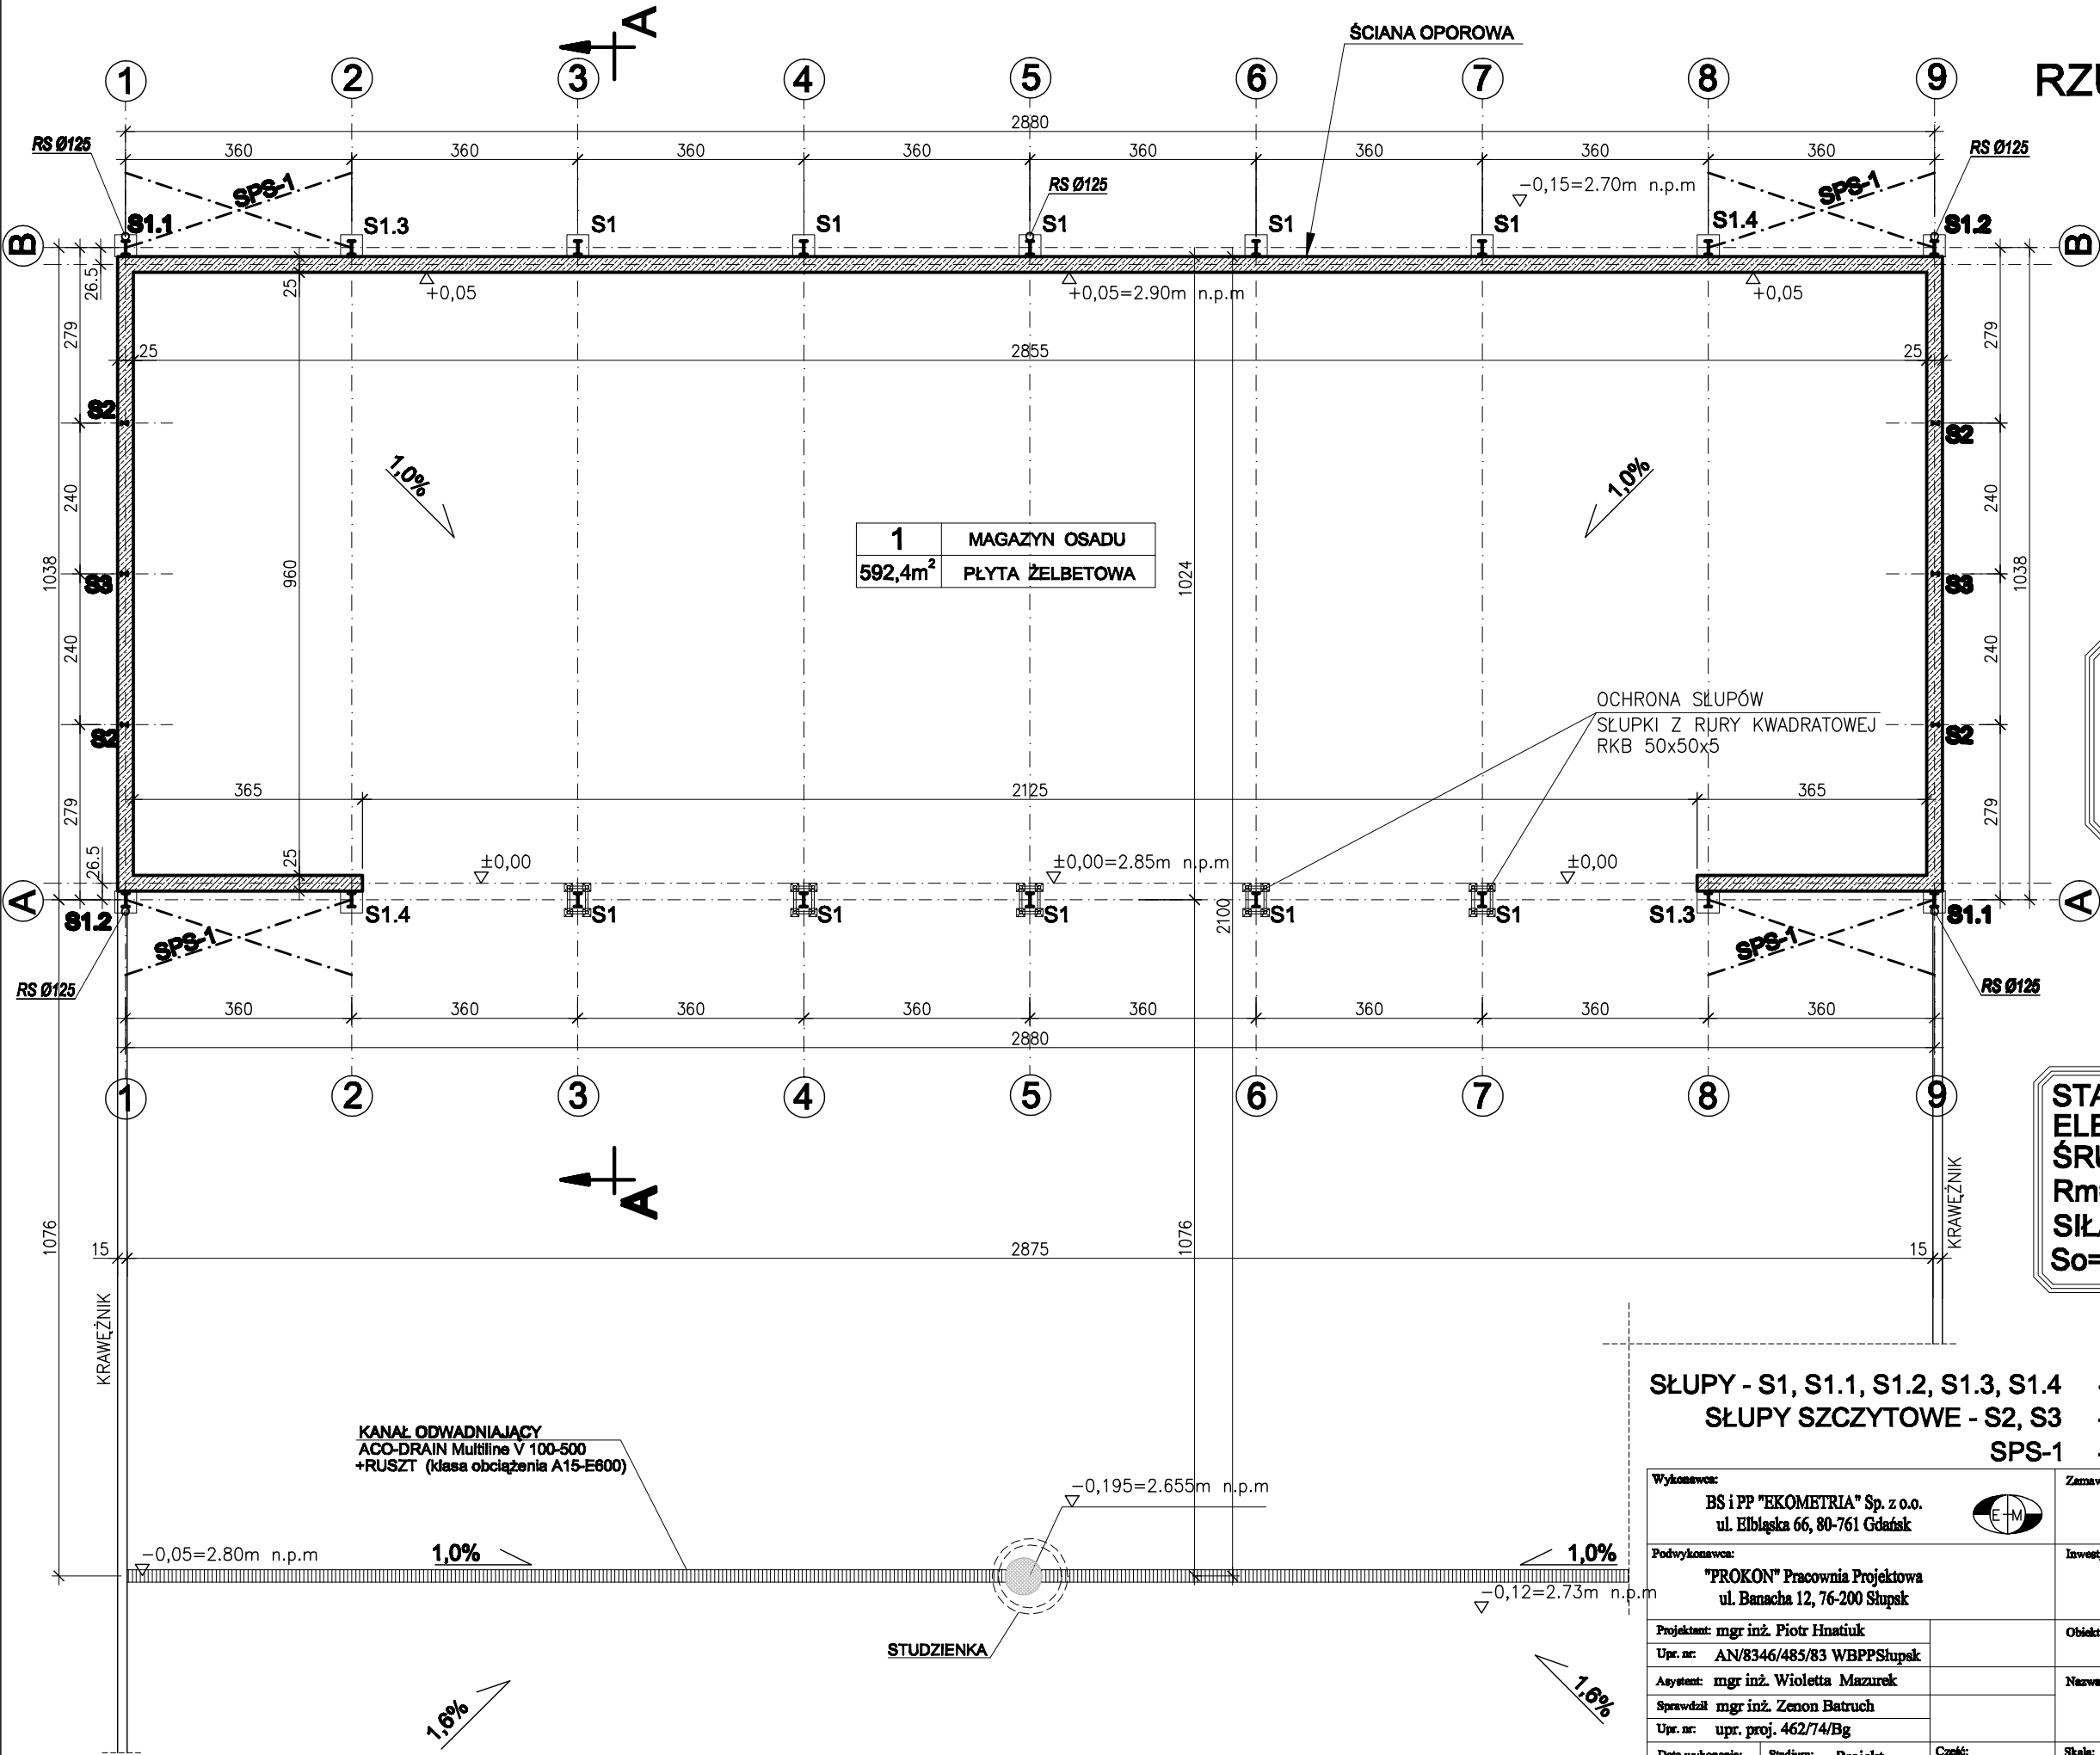 A
ŚCIANA OPOROWA
1 2 3 4 5 6 7 8 9
2880
RS Ø125
RS Ø125
360 360 360 360 360 360 360 360
SPS-1
RS Ø125
-0,15=2.70m n.p.m
SPS-1
S1.1 S1.3 S1 S1 S1 S1 S1 S1.4 S1.2
B B
26.5
25
+0,05
+0,05=2.90m n.p.m
+0,05
279
279
25
2855
25
S2
S2
1,0%
1,0%
240
240
1 MAGAZYN OSADU
592,4m² PŁYTA ŻELBETOWA
1038
960
1024
1038
S3
S3
240
240
OCHRONA SŁUPÓW
SŁUPKI Z RURY KWADRATOWEJ
RKB 50x50x5
S2
S2
365
2125
365
279
279
26.5
25
±0,00
±0,00=2.85m n.p.m
±0,00
A A
S1.2 S1.4 S1 S1 S1 S1 S1 S1.3 S1.1
2100
SPS-1
SPS-1
RS Ø125
RS Ø125
360 360 360 360 360 360 360 360
2880
1 2 3 4 5 6 7 8 9
A
KRAWĘŻNIK
1076
1076
15
2875
15
KRAWĘŻNIK
SIŁ
So=
SŁUPY - S1, S1.1, S1.2, S1.3, S1.4 -
SŁUPY SZCZYTOWE - S2, S3 -
SPS-1 -
KANAŁ ODWADNIAJĄCY
ACO-DRAIN Multiline V 100-500
+RUSZT (klasa obciążenia A15-E600)
-0,195=2.655m n.p.m
-0,05=2.80m n.p.m
1,0%
1,0%
-0,12=2.73m n.p.m
STUDZIENKA
1,6%
1,6%
Wykonawca:
BS i PP "EKOMETRIA" Sp. z o.o.
ul. Elbląska 66, 80-761 Gdańsk
E M
Podwykonawca:
"PROKON" Pracownia Projektowa
ul. Banacha 12, 76-200 Słupsk
Projektant: mgr inż. Piotr Hnatiuk
Obiekt
Upr. nr: AN/8346/485/83 WBPPSłupsk
Asystent: mgr inż. Wioletta Mazurek
Sprawdził mgr inż. Zenon Batruch
Upr. nr: upr. proj. 462/74/Bg
Część: